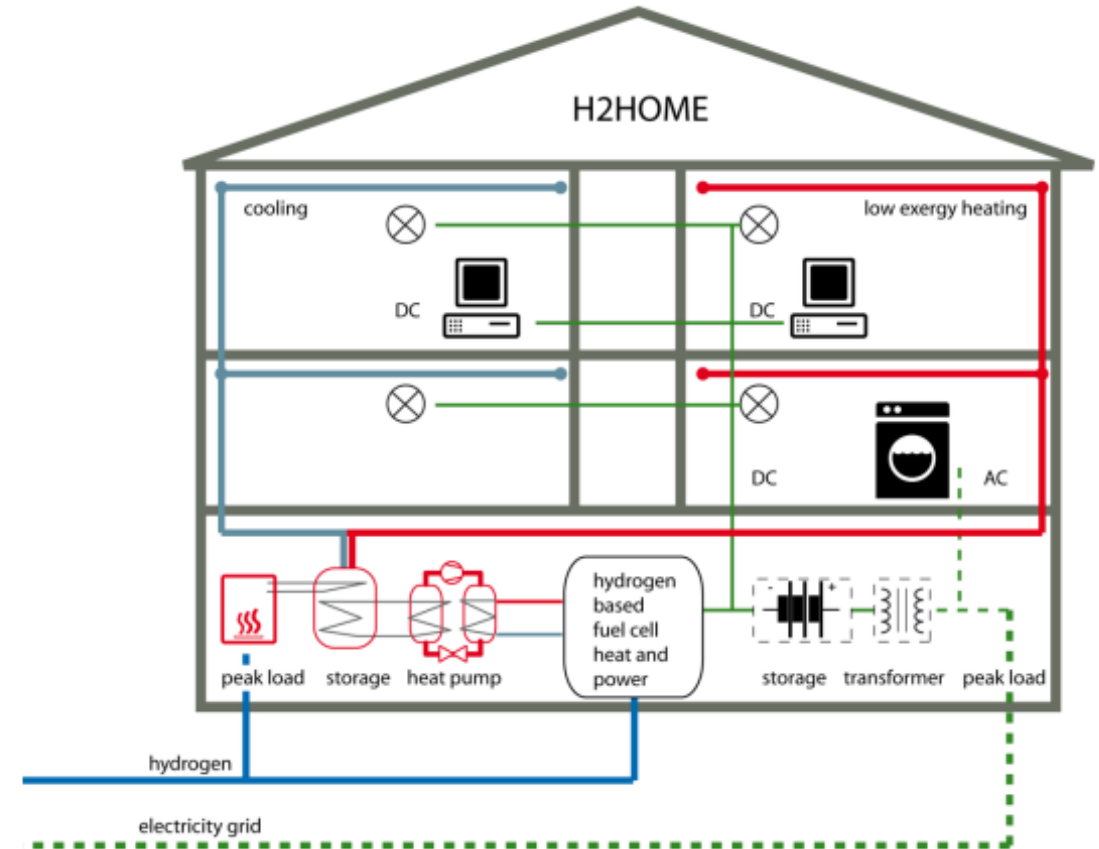 H2HOME
cooling
low exergy heating
DC
DC
DC
AC
hydrogen
based
fuel cell
heat and
power
- +
peak load
storage
heat pump
storage
transformer
peak load
hydrogen
electricity grid